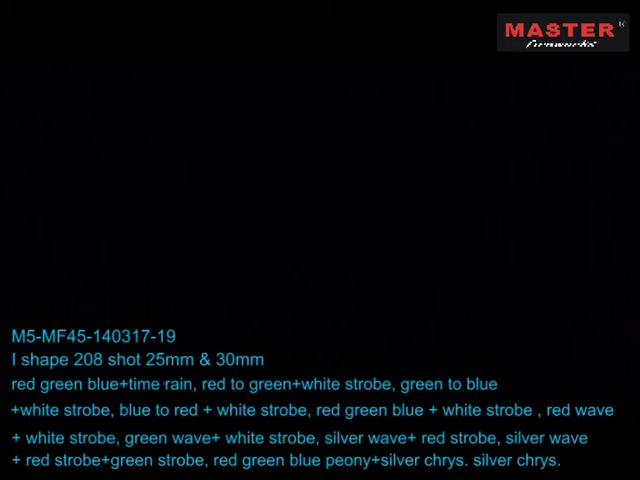 MASTER
fireworks
M5-MF45-140317-19
I shape 208 shot 25mm & 30mm
red green blue+time rain, red to green+white strobe, green to blue
+white strobe, blue to red + white strobe, red green blue + white strobe , red wave
+ white strobe, green wave+ white strobe, silver wave+ red strobe, silver wave
+ red strobe+green strobe, red green blue peony+silver chrys. silver chrys.